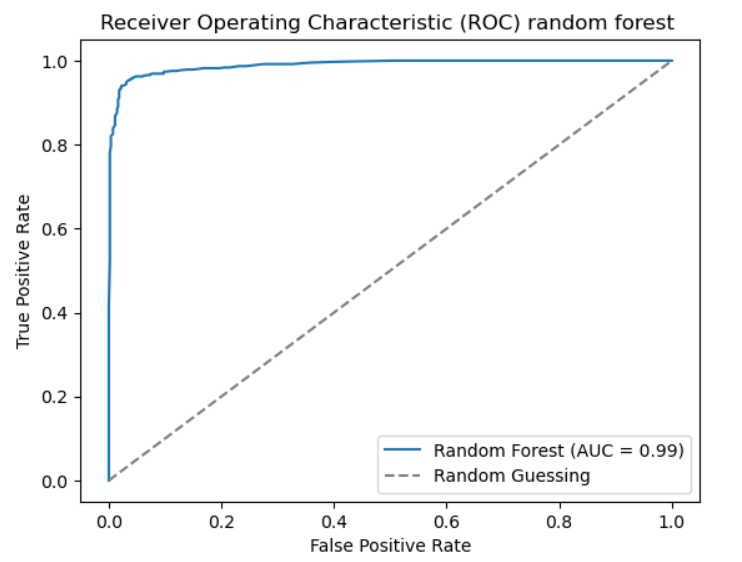 Receiver Operating Characteristic (ROC) random forest
1.0
0.8
0.6
0.4
0.2
0.0
True Positive Rate
Random Forest (AUC = 0.99)
Random Guessing
0.0 0.2 0.4 0.6 0.8 1.0
False Positive Rate